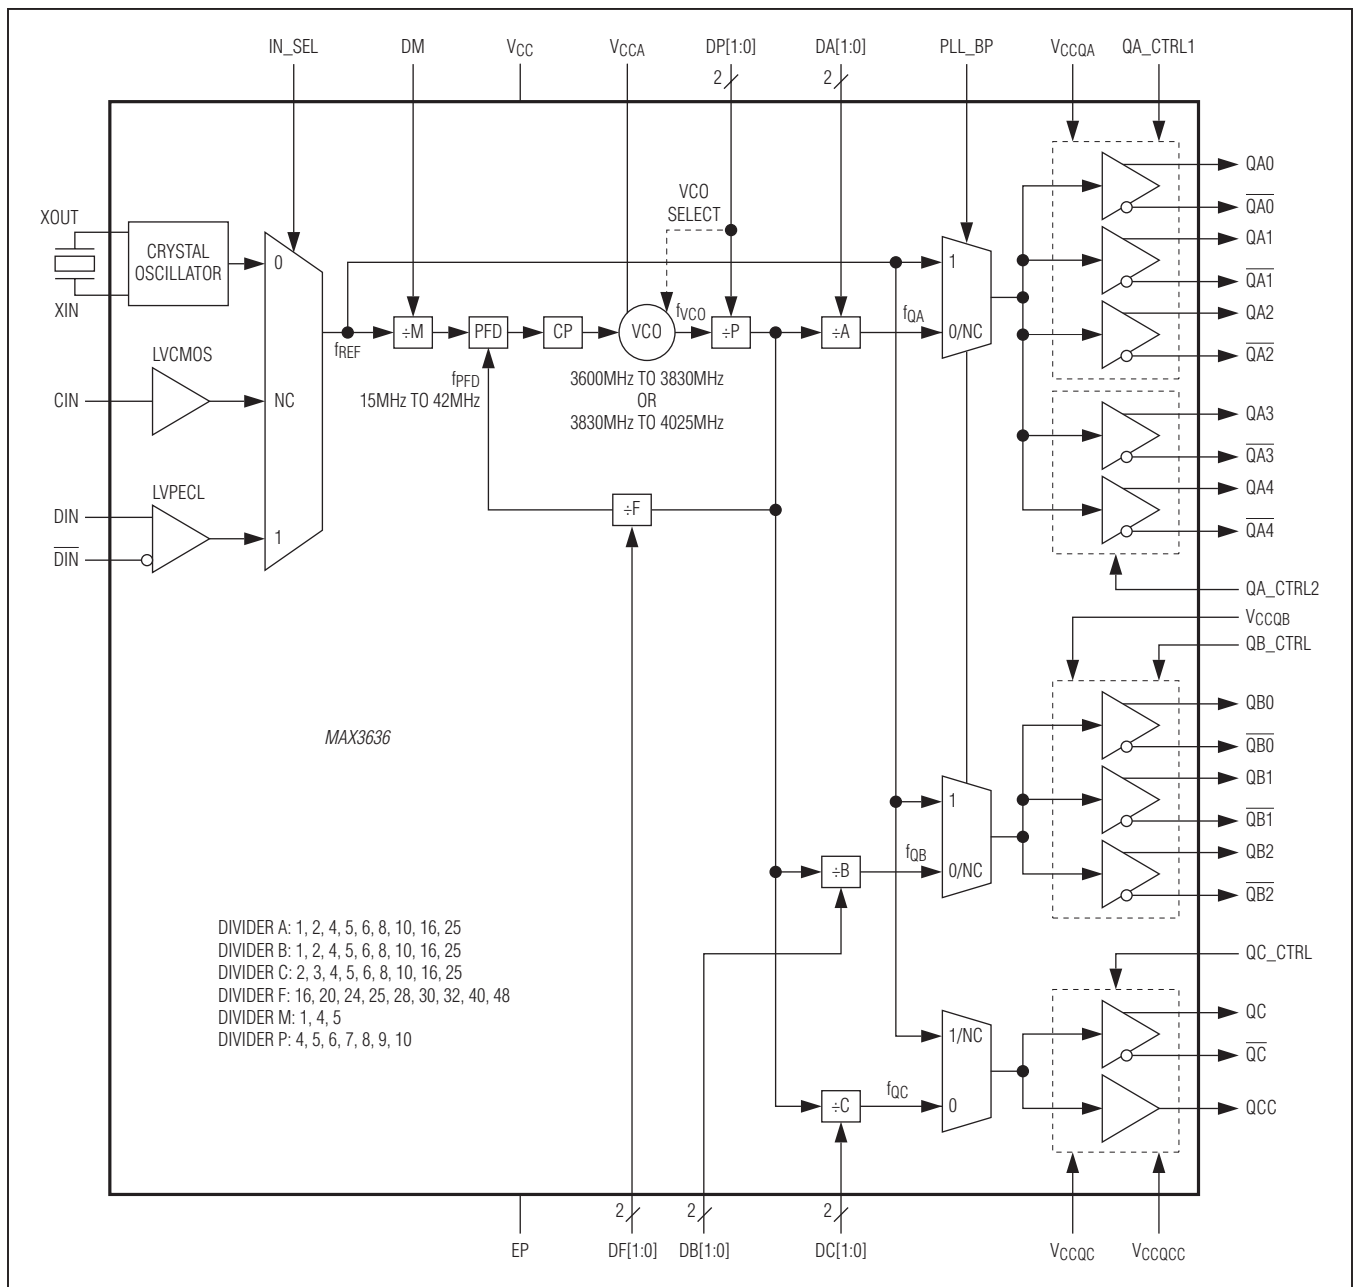 IN_SEL DM VCC VCCA DP[1:0] DA[1:0] PLL_BP VCCQA QA_CTRL1
2 2
QA0
QA0
QA1
QA1
QA2
QA2
QA3
QA3
QA4
QA4
QA_CTRL2
VCCQB
QB_CTRL
QB0
QB0
QB1
QB1
QB2
QB2
QC_CTRL
QC
QC
QCC
XOUT
XIN
CRYSTAL
OSCILLATOR
0
LVCMOS
CIN
NC
LVPECL
DIN
DIN
1
fREF
÷M
PFD
CP
VCO
VCO
SELECT
fVCO
÷P
÷A
fQA
1
0/NC
fPFD
15MHz TO 42MHz
3600MHz TO 3830MHz
OR
3830MHz TO 4025MHz
÷F
MAX3636
÷B
fQB
1
0/NC
÷C
fQC
1/NC
0
DIVIDER A: 1, 2, 4, 5, 6, 8, 10, 16, 25
DIVIDER B: 1, 2, 4, 5, 6, 8, 10, 16, 25
DIVIDER C: 2, 3, 4, 5, 6, 8, 10, 16, 25
DIVIDER F: 16, 20, 24, 25, 28, 30, 32, 40, 48
DIVIDER M: 1, 4, 5
DIVIDER P: 4, 5, 6, 7, 8, 9, 10
2 2 2
EP DF[1:0] DB[1:0] DC[1:0] VCCQC VCCQCC